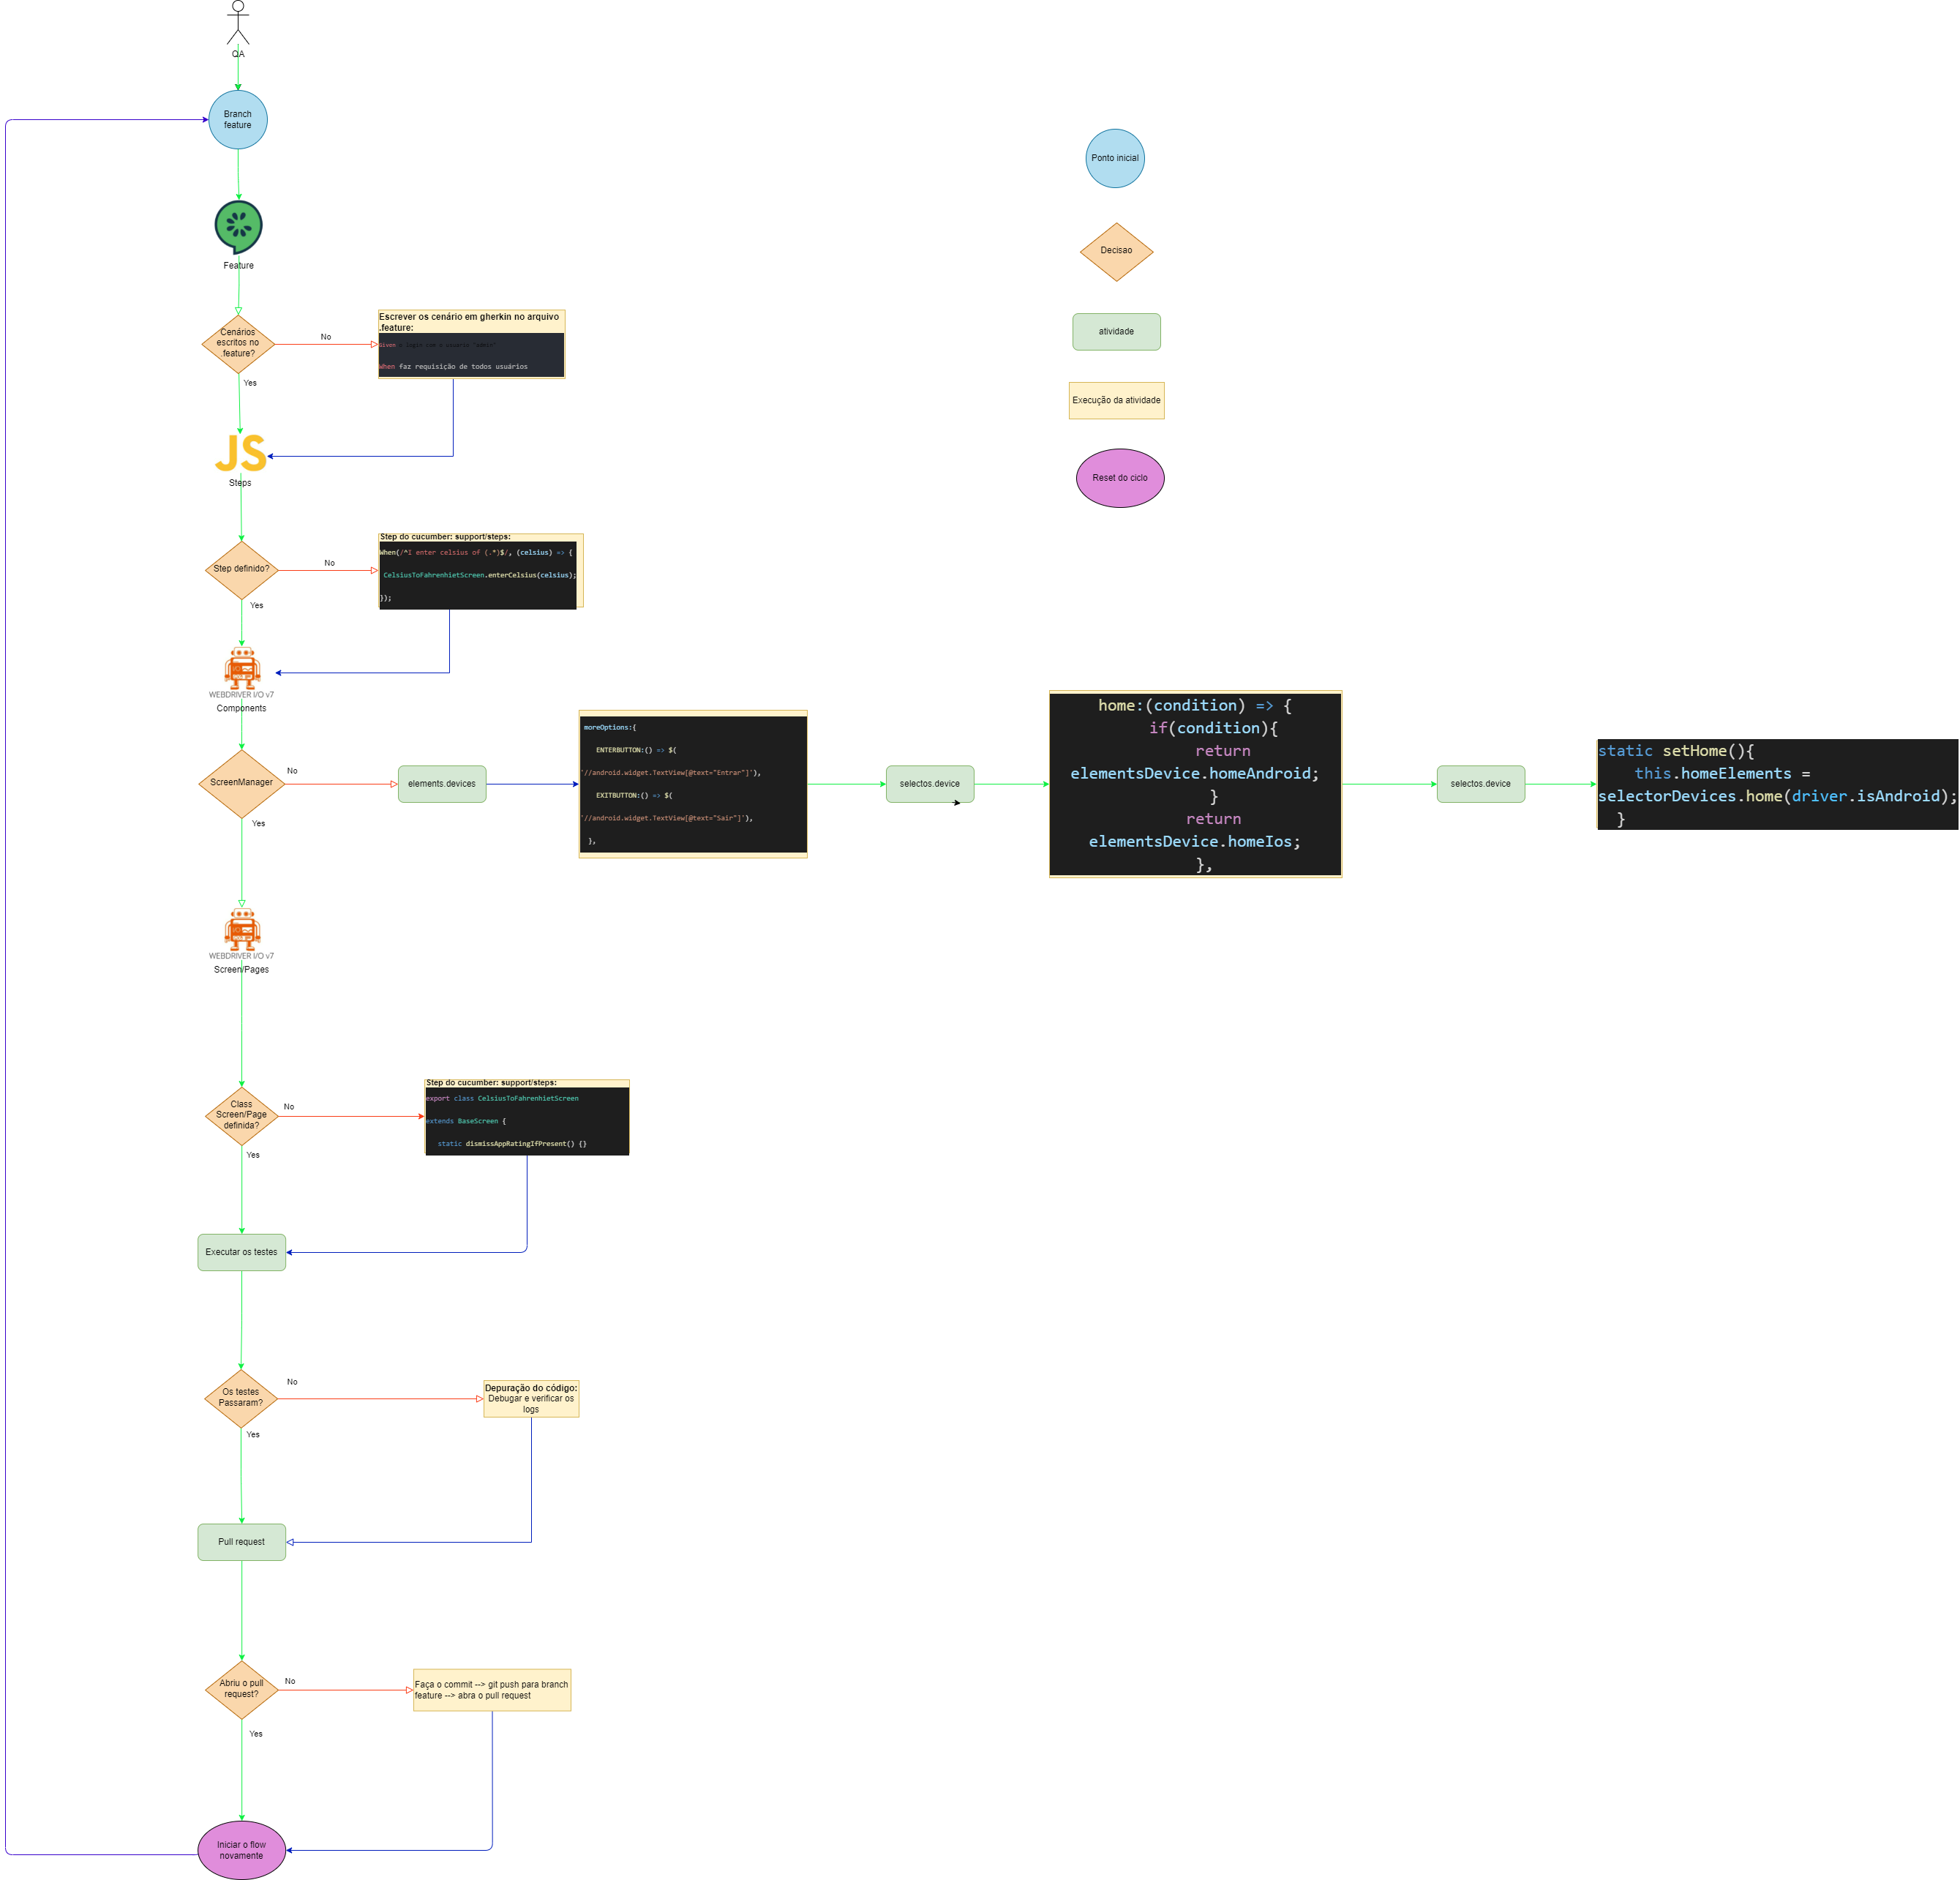 QA
Branch
feature
Ponto inicial
Feature
Decisao
Cenários
escritos no
.feature?
No
Yes
Escrever os cenário em gherkin no arquivo
.feature:
Given o login com o usuario "admin"
When faz requisição de todos usuários
atividade
Execução da atividade
JS
Steps
Reset do ciclo
Step definido?
No
Yes
Step do cucumber: support/steps:
When(/^I enter celsius of (.*)$/, (celsius) => {
CelsiusToFahrenhietScreen.enterCelsius(celsius);
});
WEBDRIVER I/O v7
Components
ScreenManager
No
Yes
elements.devices
moreOptions:{
ENTERBUTTON:() => $(
'//android.widget.TextView[@text="Entrar"]'),
EXITBUTTON:() => $(
'//android.widget.TextView[@text="Sair"]'),
},
selectos.device
home:(condition) => {
if(condition){
return
elementsDevice.homeAndroid;
}
return
elementsDevice.homeIos;
},
selectos.device
static setHome(){
this.homeElements =
selectorDevices.home(driver.isAndroid);
}
WEBDRIVER I/O v7
Screen/Pages
Class
Screen/Page
definida?
No
Yes
Step do cucumber: support/steps:
export class CelsiusToFahrenhietScreen
extends BaseScreen {
static dismissAppRatingIfPresent() {}
Executar os testes
Os testes
Passaram?
No
Yes
Depuração do código:
Debugar e verificar os
logs
Pull request
Abriu o pull
request?
No
Yes
Faça o commit --> git push para branch
feature --> abra o pull request
Iniciar o flow
novamente